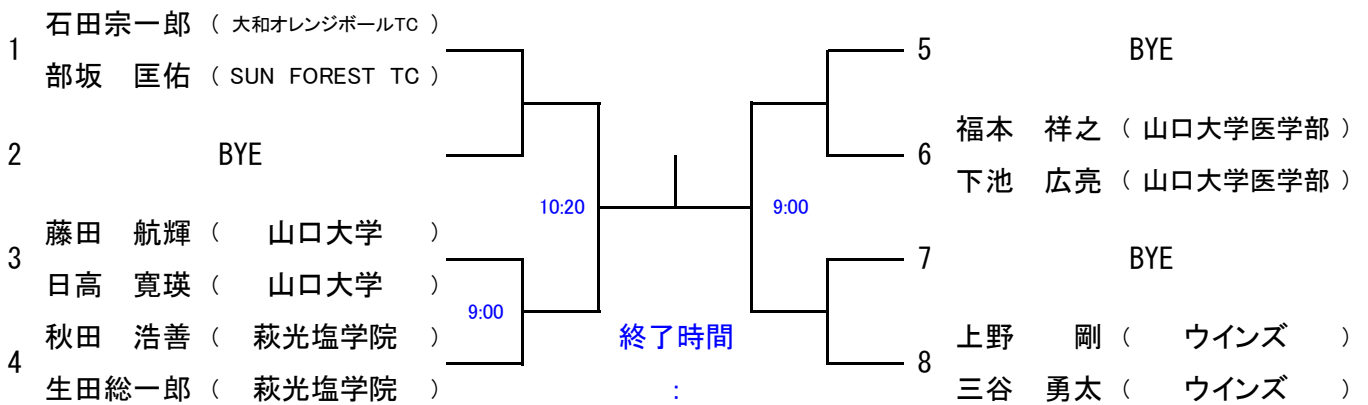 石田宗一郎 ( 大和オレンジボールTC )
1
部坂 匡佑 ( SUN FOREST TC )
2 BYE
藤田 航輝 ( 山口大学 )
3
日高 寛瑛 ( 山口大学 )
秋田 浩善 ( 萩光塩学院 )
4
生田総一郎 ( 萩光塩学院 )
10:20
9:00
9:00
終了時間
:
5 BYE
福本 祥之 ( 山口大学医学部 )
6
下池 広亮 ( 山口大学医学部 )
7 BYE
上野 剛 ( ウインズ )
8
三谷 勇太 ( ウインズ )